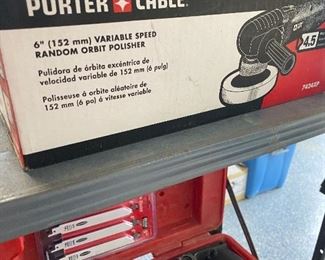 PORTER CABLE
6" (152 mm) VARIABLE SPEED
RANDOM ORBIT POLISHER
Pulidora de órbita excéntrica de
velocidad variable de 152 mm (6 pulg)
Polisseuse à orbite aléatoire de
152 mm (6 po) à vitesse variable
4.5
7424XP